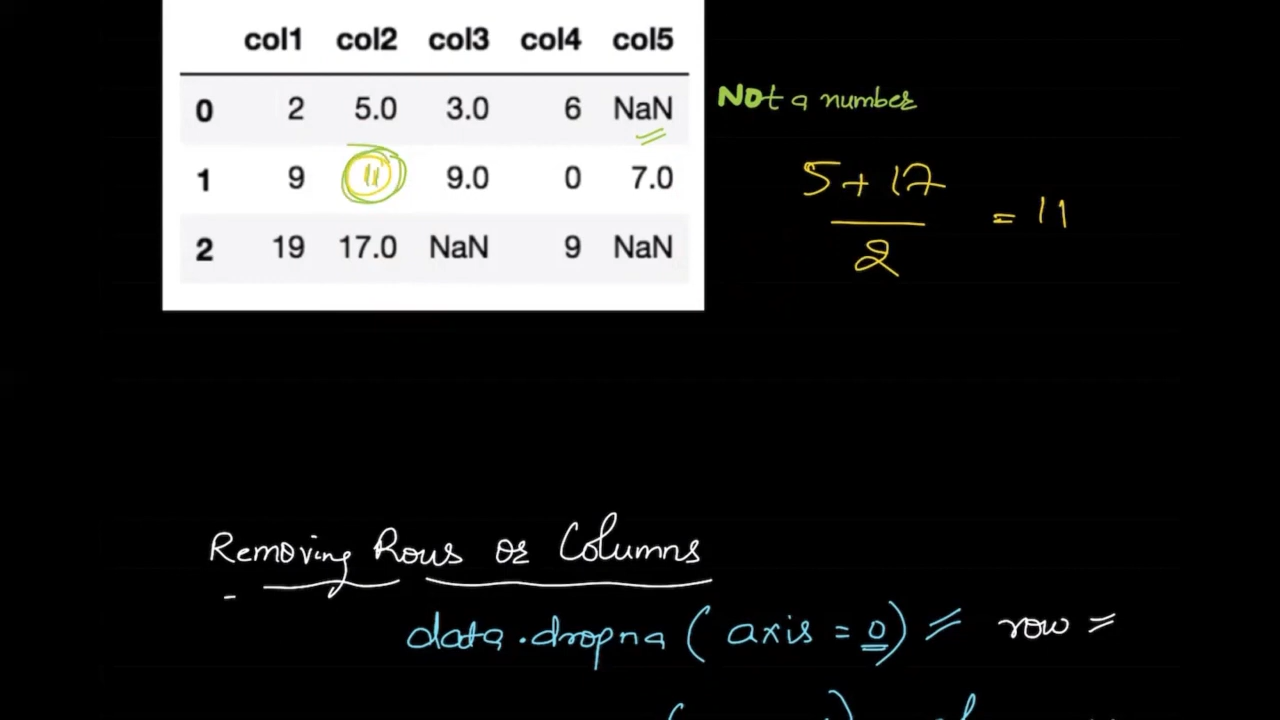 col1 col2 col3 col4 col5
0 2 5.0 3.0 6 NaN
Not a number
1 9 11 9.0 0 7.0
5+17
2
= 11
2 19 17.0 NaN 9 NaN
Removing Rows or Columns
data.dropna (axis = 0) row =